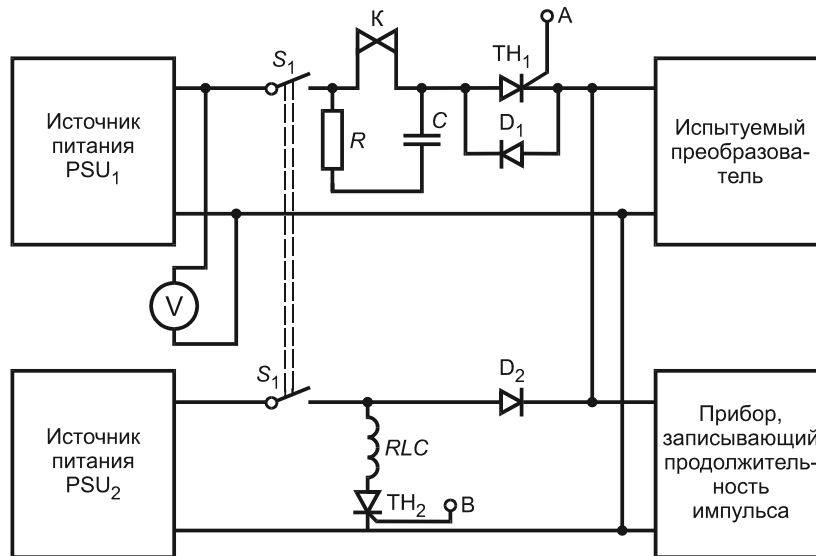 К
A
S1
TH1
Источник
питания
PSU1
R
C
D1
Испытуемый
преобразова-
тель
V
S1
D2
Источник
питания
PSU2
RLC
TH2
B
Прибор,
записывающий
продолжитель-
ность
импульса